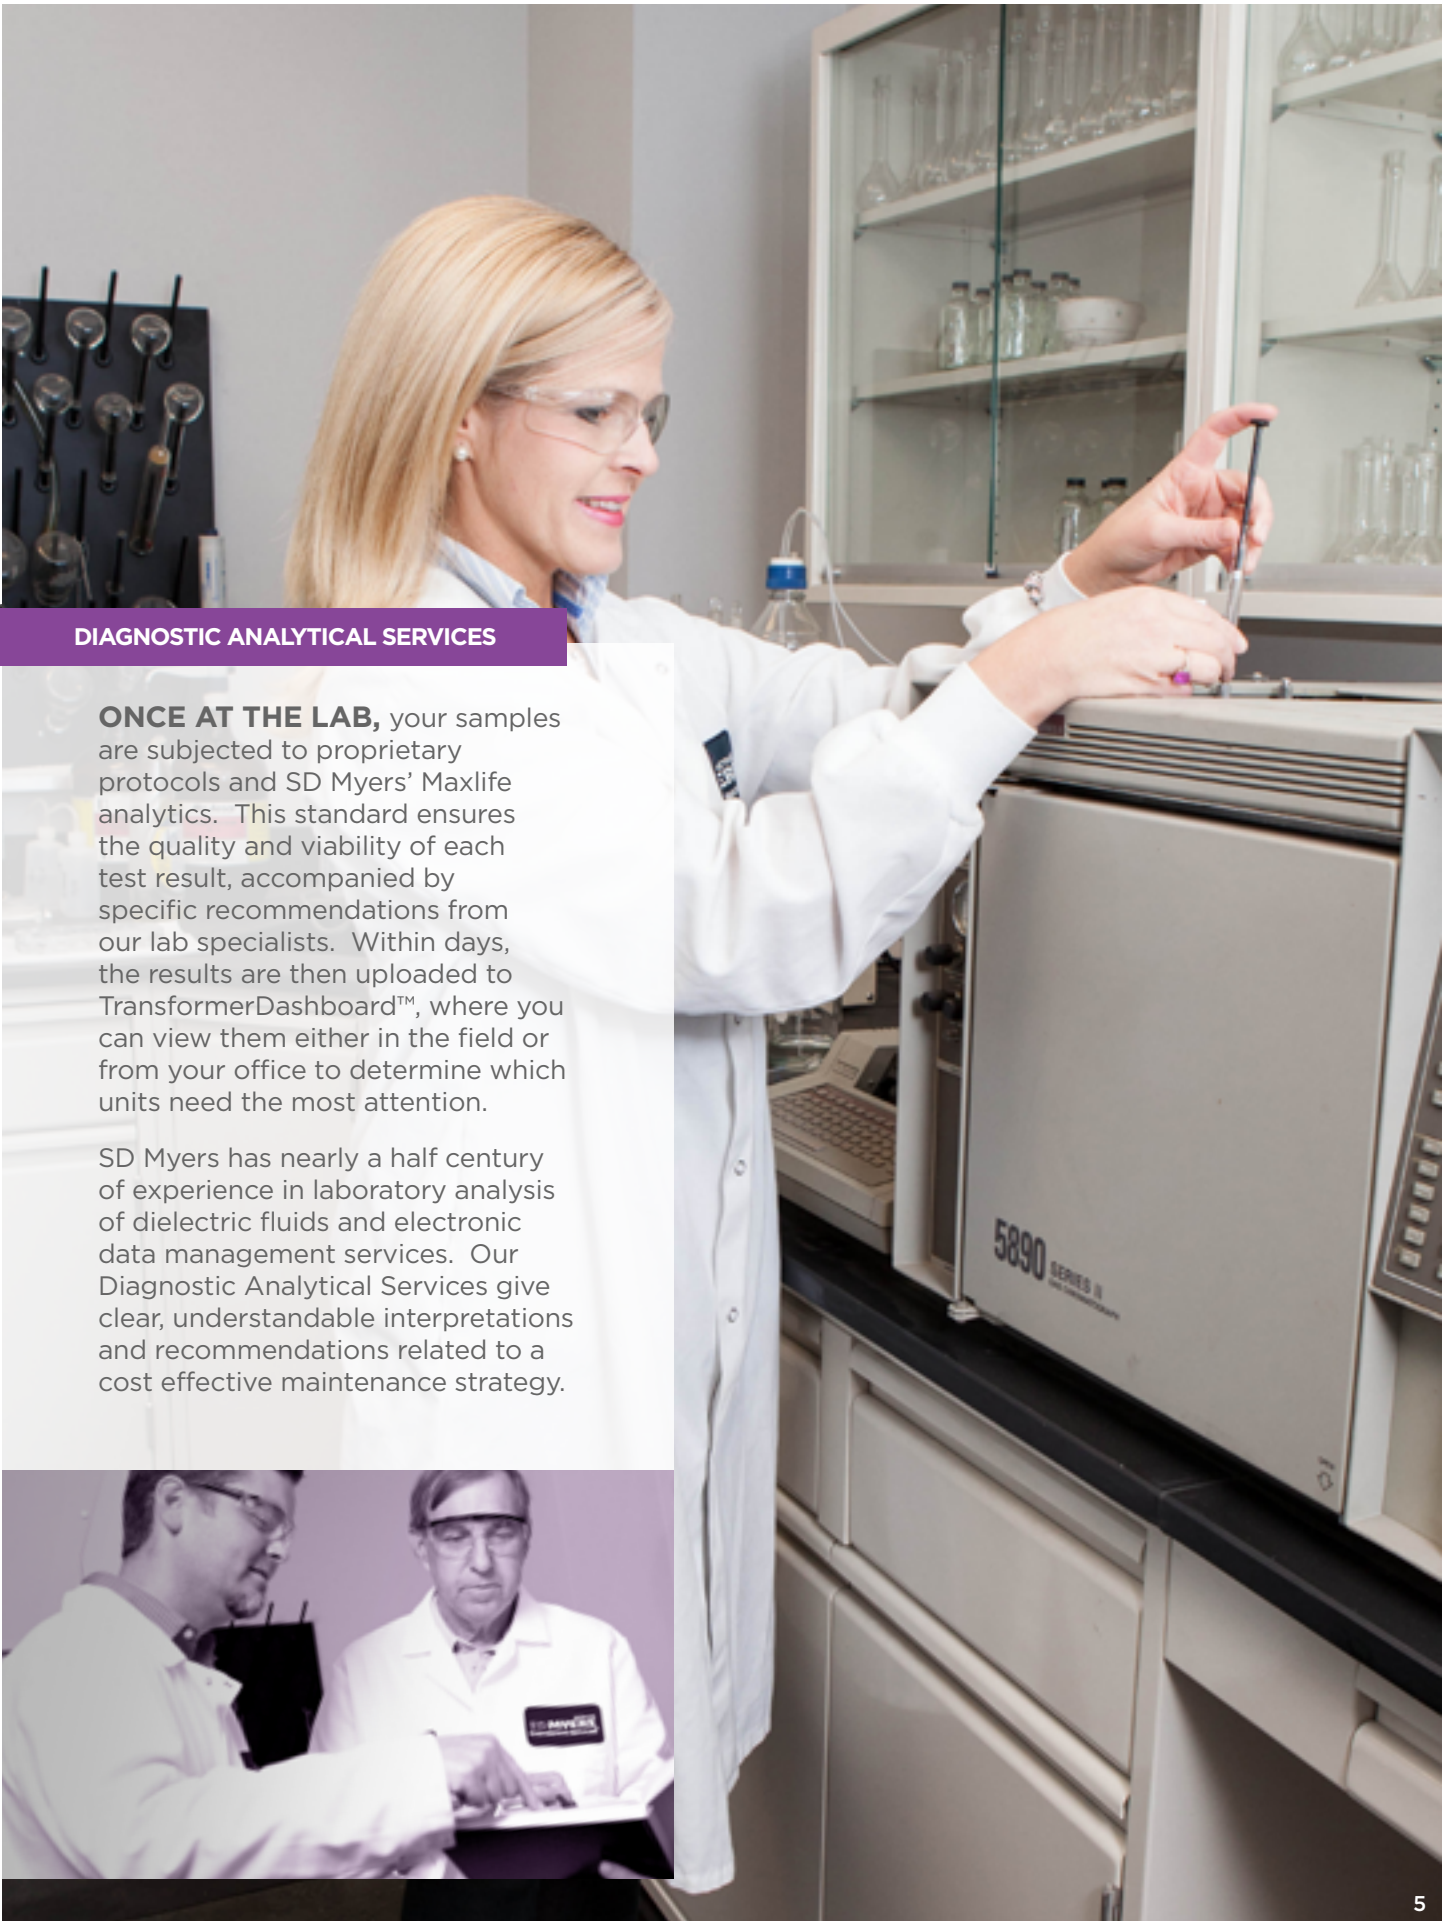 DIAGNOSTIC ANALYTICAL SERVICES
ONCE AT THE LAB, your samples
are subjected to proprietary
protocols and SD Myers’ Maxlife
analytics.  This standard ensures
the quality and viability of each
test result, accompanied by
specific recommendations from
our lab specialists.  Within days,
the results are then uploaded to
TransformerDashboard™, where you
can view them either in the field or
from your office to determine which
units need the most attention.
SD Myers has nearly a half century
of experience in laboratory analysis
of dielectric fluids and electronic
data management services.  Our
Diagnostic Analytical Services give
clear, understandable interpretations
and recommendations related to a
cost effective maintenance strategy.
5890 SERIES II
GAS CHROMATOGRAPH
SDMYERS
5